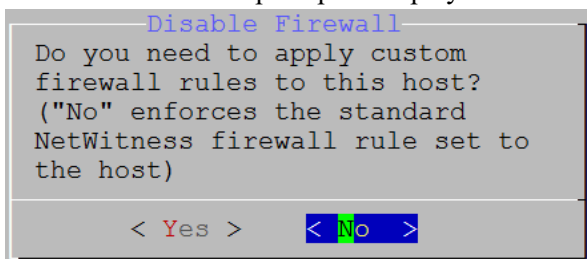 Disable Firewall
Do you need to apply custom
firewall rules to this host?
("No" enforces the standard
NetWitness firewall rule set to
the host)
< Yes > < No >